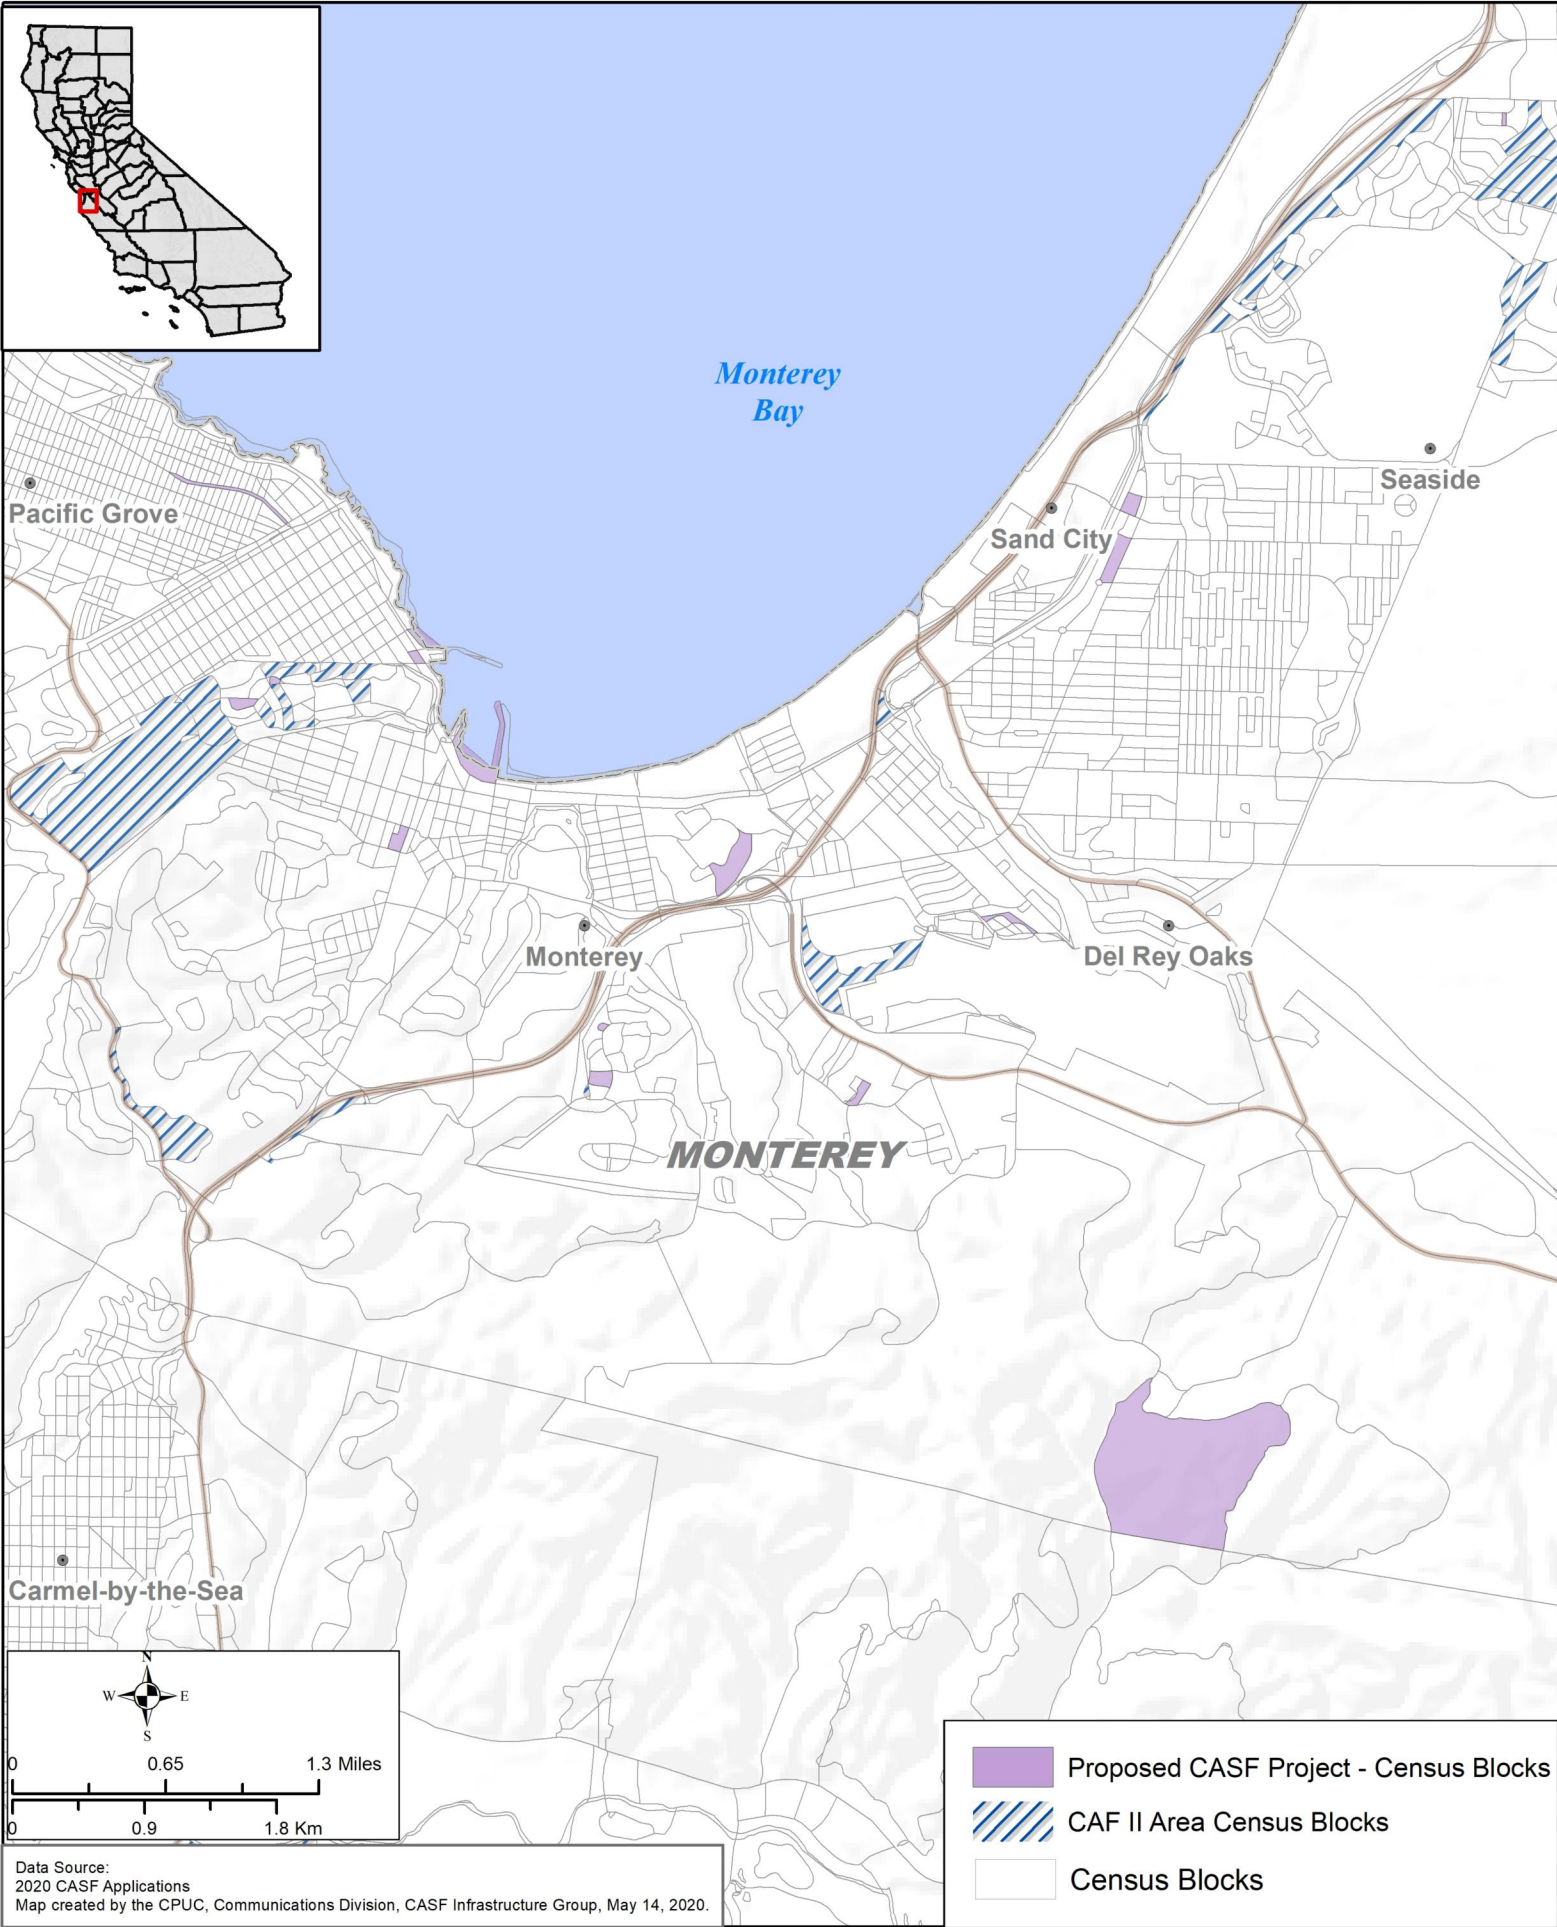 Monterey
Bay
Seaside
Pacific Grove
Sand City
Monterey
Del Rey Oaks
MONTEREY
Carmel-by-the-Sea
N
W E
S
0 0.65 1.3 Miles
0 0.9 1.8 Km
Proposed CASF Project - Census Blocks
CAF II Area Census Blocks
Census Blocks
Data Source:
2020 CASF Applications
Map created by the CPUC, Communications Division, CASF Infrastructure Group, May 14, 2020.